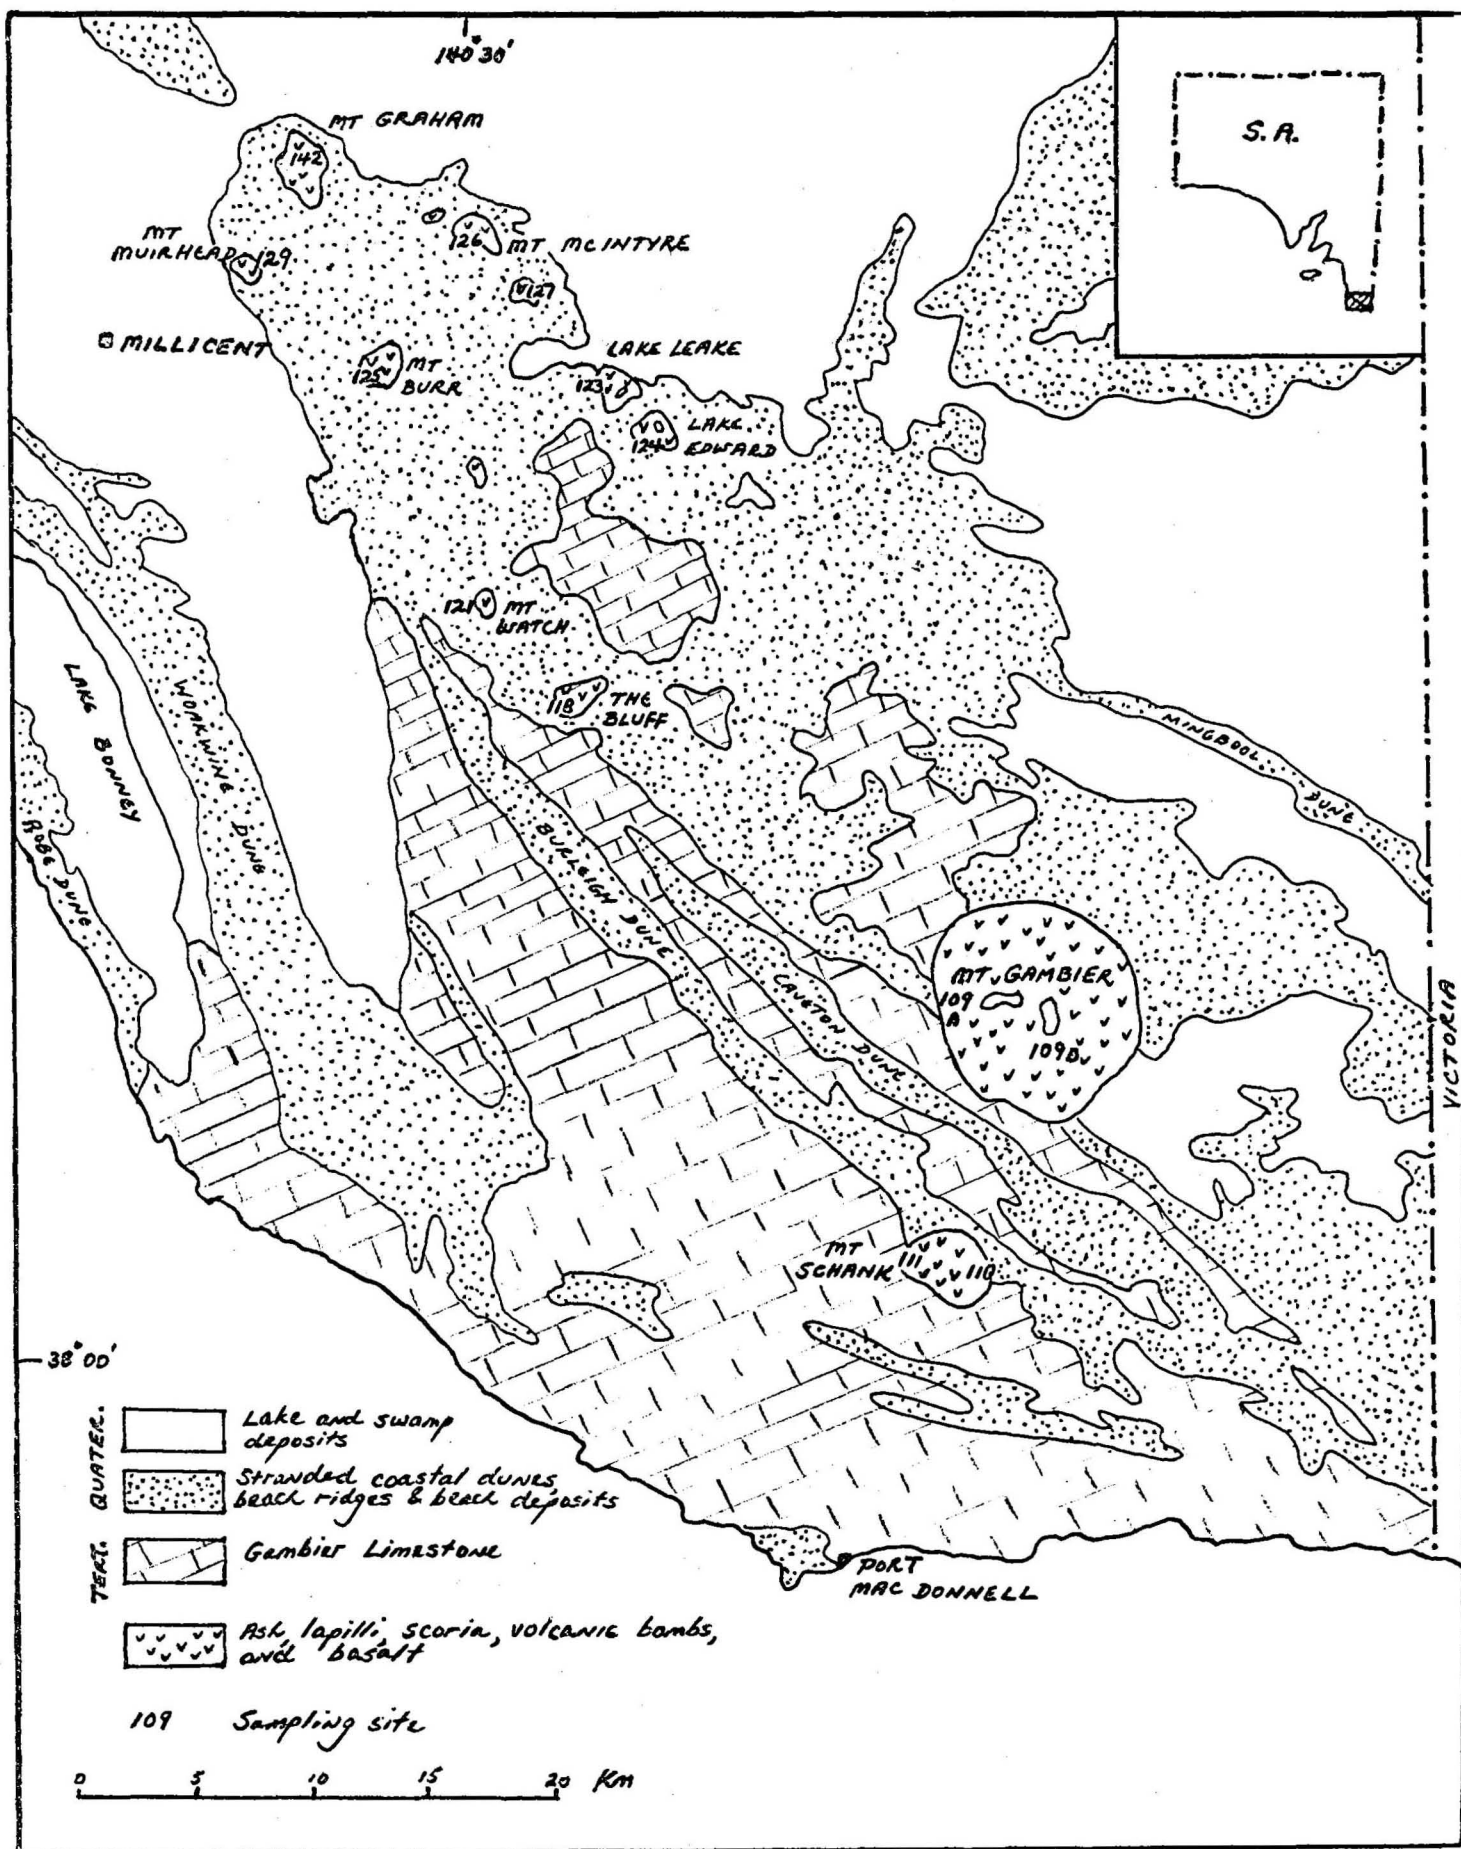 140°30'
S.A.
MT GRAHAM
142
MT
MUIRHEAD
129
126
MT MCINTYRE
127
MILLICENT
125
MT
BURR
LAKE LEAKE
123
124
LAKE
EDWARD
121
MT
WATCH
118
THE
BLUFF
LAKE BONNEY
WOAKWINE DUNE
ROBE DUNE
BURLEIGH DUNE
CAVETON DUNE
MINGBOOL DUNE
MT. GAMBIER
109
A
109B
VICTORIA
MT
SCHANK
111
110
38°00'
QUATER.
Lake and swamp
deposits
Stranded coastal dunes,
beach ridges & beach deposits
TERT.
Gambier Limestone
Ash, lapilli, scoria, volcanic bombs,
and basalt
109 Sampling site
0 5 10 15 20 Km
PORT
MAC DONNELL